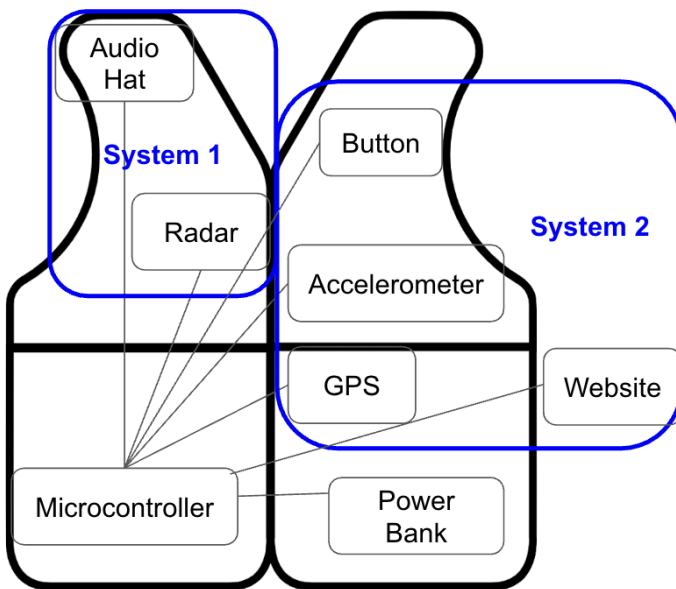 Audio
Hat
System 1
Button
Radar
System 2
Accelerometer
GPS
Website
Microcontroller
Power
Bank